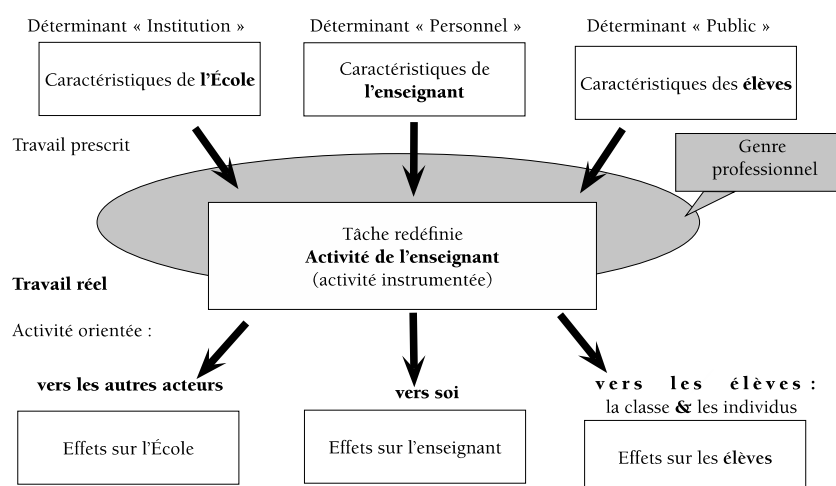 Déterminant « Institution »
Déterminant « Personnel »
Déterminant « Public »
Caractéristiques de l'École
Caractéristiques de
l'enseignant
Caractéristiques des élèves
Travail prescrit
Genre
professionnel
Tâche redéfinie
Activité de l'enseignant
(activité instrumentée)
Travail réel
Activité orientée :
vers les autres acteurs
vers soi
vers les élèves :
la classe & les individus
Effets sur l'École
Effets sur l'enseignant
Effets sur les élèves